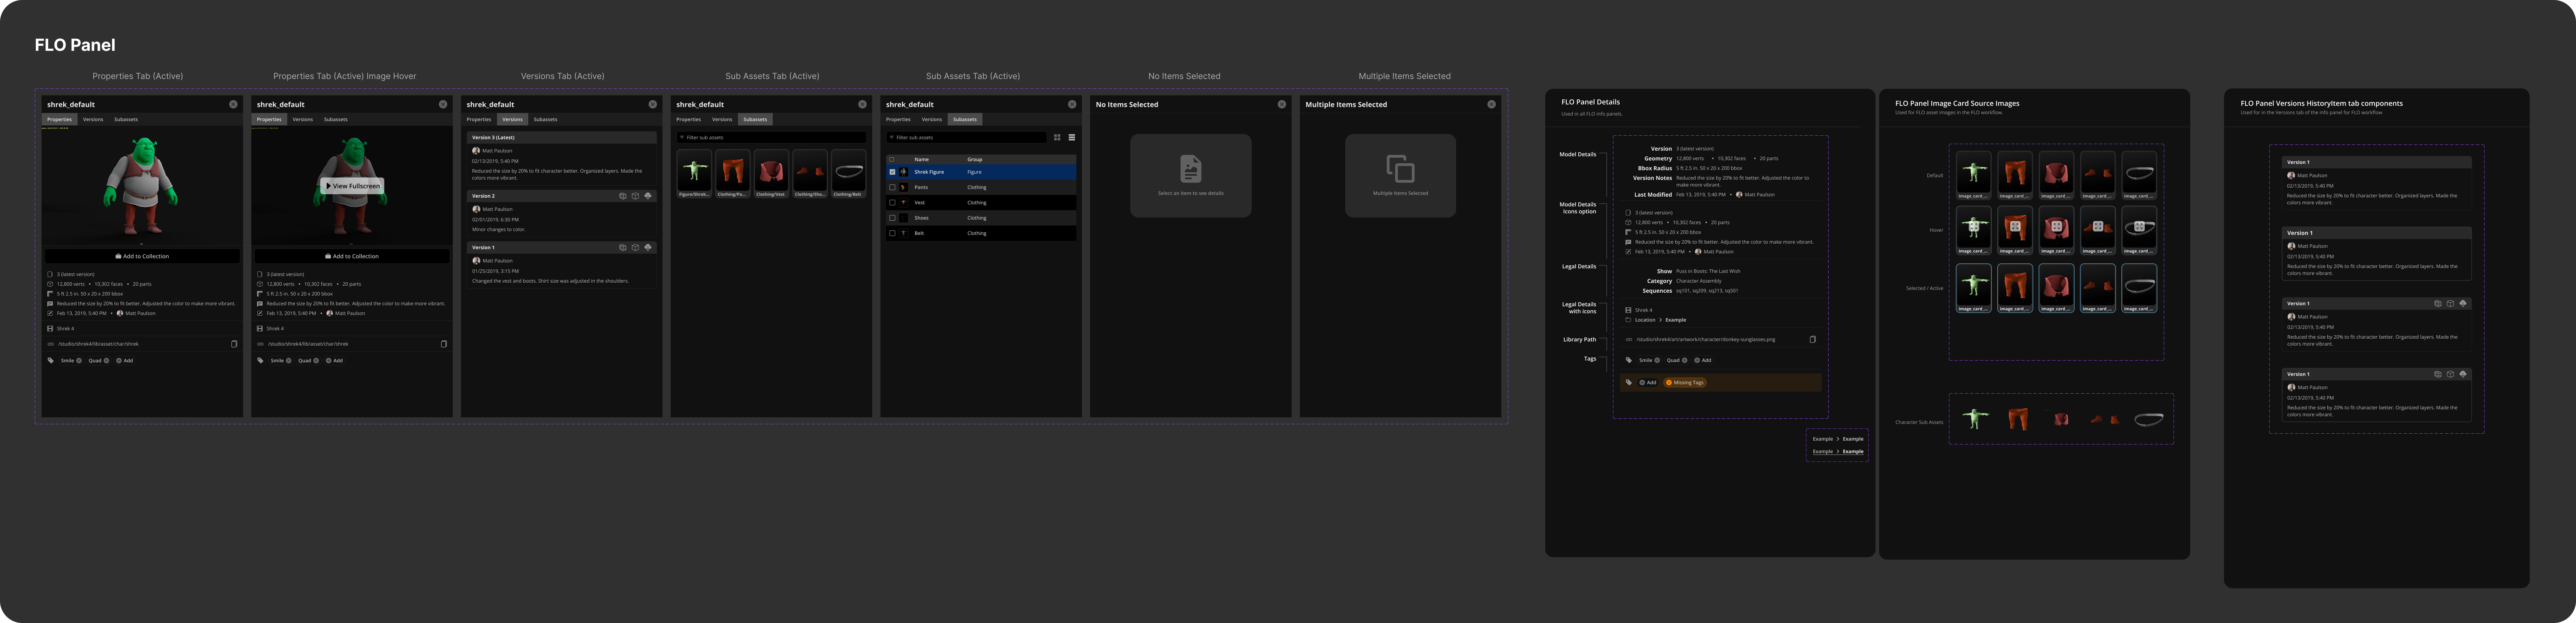 FLO Panel
Properties Tab (Active)
Properties Tab (Active) Image Hover
Versions Tab (Active)
Sub Assets Tab (Active)
Sub Assets Tab (Active)
No Items Selected
Multiple Items Selected
shrek_default
Properties Versions Subassets
Add to Collection
3 (latest version)
12,800 verts • 10,302 faces • 20 parts
5 ft 2.5 in. 50 x 20 x 200 bbox
Reduced the size by 20% to fit better. Adjusted the color to make more vibrant.
Feb 13, 2019, 5:40 PM • Matt Paulson
Shrek 4
/studio/shrek4/lib/asset/char/shrek
Smile Quad Add
shrek_default
Properties Versions Subassets
View Fullscreen
Add to Collection
3 (latest version)
12,800 verts • 10,302 faces • 20 parts
5 ft 2.5 in. 50 x 20 x 200 bbox
Reduced the size by 20% to fit better. Adjusted the color to make more vibrant.
Feb 13, 2019, 5:40 PM • Matt Paulson
Shrek 4
/studio/shrek4/lib/asset/char/shrek
Smile Quad Add
shrek_default
Properties Versions Subassets
Version 3 (Latest)
Matt Paulson
02/13/2019, 5:40 PM
Reduced the size by 20% to fit character better. Organized layers. Made the
colors more vibrant.
Version 2
Matt Paulson
02/01/2019, 6:30 PM
Minor changes to color.
Version 1
Matt Paulson
01/25/2019, 3:15 PM
Changed the vest and boots. Shirt size was adjusted in the shoulders.
shrek_default
Properties Versions Subassets
Filter sub assets
Figure/Shrek... Clothing/Pa... Clothing/Vest Clothing/Sho... Clothing/Belt
shrek_default
Properties Versions Subassets
Filter sub assets
Name Group
Shrek Figure Figure
Pants Clothing
Vest Clothing
Shoes Clothing
Belt Clothing
No Items Selected
Select an item to see details
Multiple Items Selected
Multiple Items Selected
FLO Panel Details
Used in all FLO info panels.
Model Details
Version 3 (latest version)
Geometry 12,800 verts • 10,302 faces • 20 parts
Bbox Radius 5 ft 2.5 in. 50 x 20 x 200 bbox
Version Notes Reduced the size by 20% to fit better. Adjusted the color to
make more vibrant.
Last Modified Feb 13, 2019, 5:40 PM • Matt Paulson
Model Details
Icons option
3 (latest version)
12,800 verts • 10,302 faces • 20 parts
5 ft 2.5 in. 50 x 20 x 200 bbox
Reduced the size by 20% to fit better. Adjusted the color to make more vibrant.
Feb 13, 2019, 5:40 PM • Matt Paulson
Legal Details
Show Puss in Boots: The Last Wish
Category Character Assembly
Sequences sq101, sq209, sq213, sq501
Legal Details
with icons
Shrek 4
Location > Example
Library Path
/studio/shrek4/art/artwork/character/donkey-sunglasses.png
Tags
Smile Quad Add
Add Missing Tags
Example > Example
Example > Example
FLO Panel Image Card Source Images
Used for FLO asset images in the FLO workflow.
Default
image_card_... image_card_... image_card_... image_card_... image_card_...
Hover
image_card_... image_card_... image_card_... image_card_... image_card_...
Selected / Active
image_card_... image_card_... image_card_... image_card_... image_card_...
Character Sub Assets
FLO Panel Versions HistoryItem tab components
Used for in the Versions tab of the info panel for FLO workflow
Version 1
Matt Paulson
02/13/2019, 5:40 PM
Reduced the size by 20% to fit character better. Organized layers. Made the
colors more vibrant.
Version 1
Matt Paulson
02/13/2019, 5:40 PM
Reduced the size by 20% to fit character better. Organized layers. Made the
colors more vibrant.
Version 1
Matt Paulson
02/13/2019, 5:40 PM
Reduced the size by 20% to fit character better. Organized layers. Made the
colors more vibrant.
Version 1
Matt Paulson
02/13/2019, 5:40 PM
Reduced the size by 20% to fit character better. Organized layers. Made the
colors more vibrant.